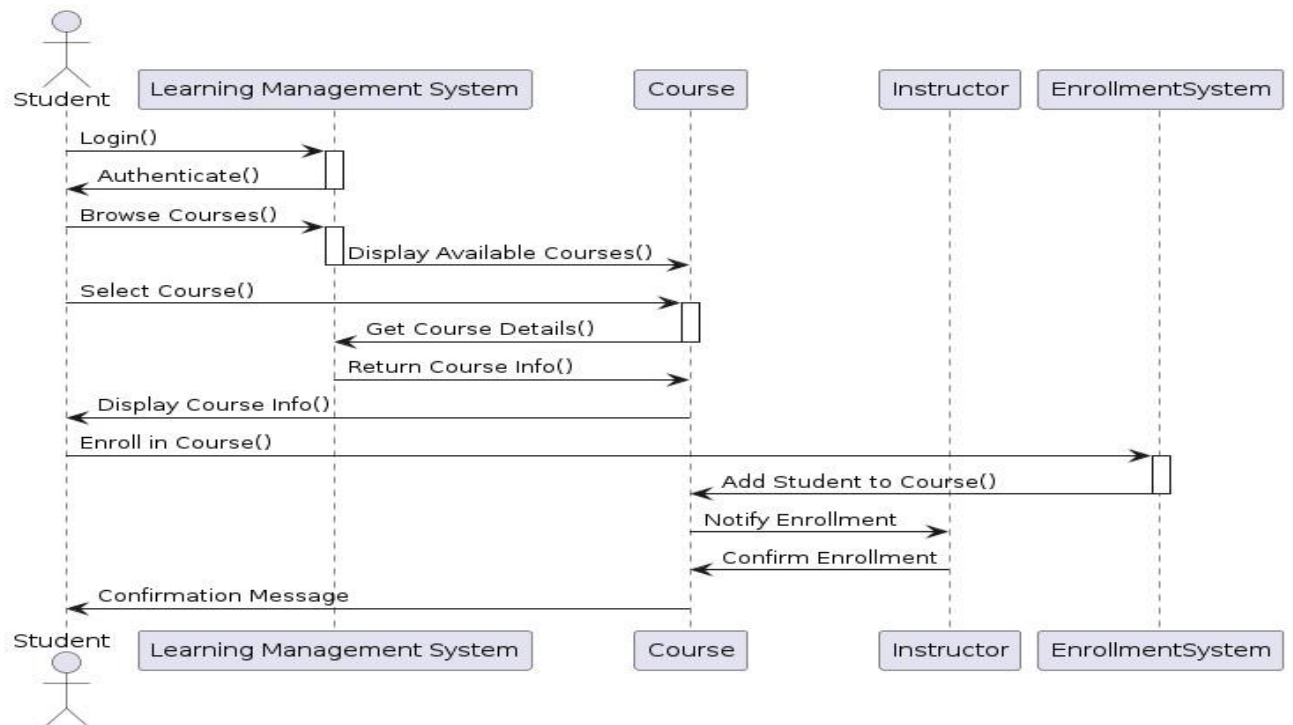 Student
Learning Management System
Course
Instructor
EnrollmentSystem
Login()
Authenticate()
Browse Courses()
Display Available Courses()
Select Course()
Get Course Details()
Return Course Info()
Display Course Info()
Enroll in Course()
Add Student to Course()
Notify Enrollment
Confirm Enrollment
Confirmation Message
Student
Learning Management System
Course
Instructor
EnrollmentSystem